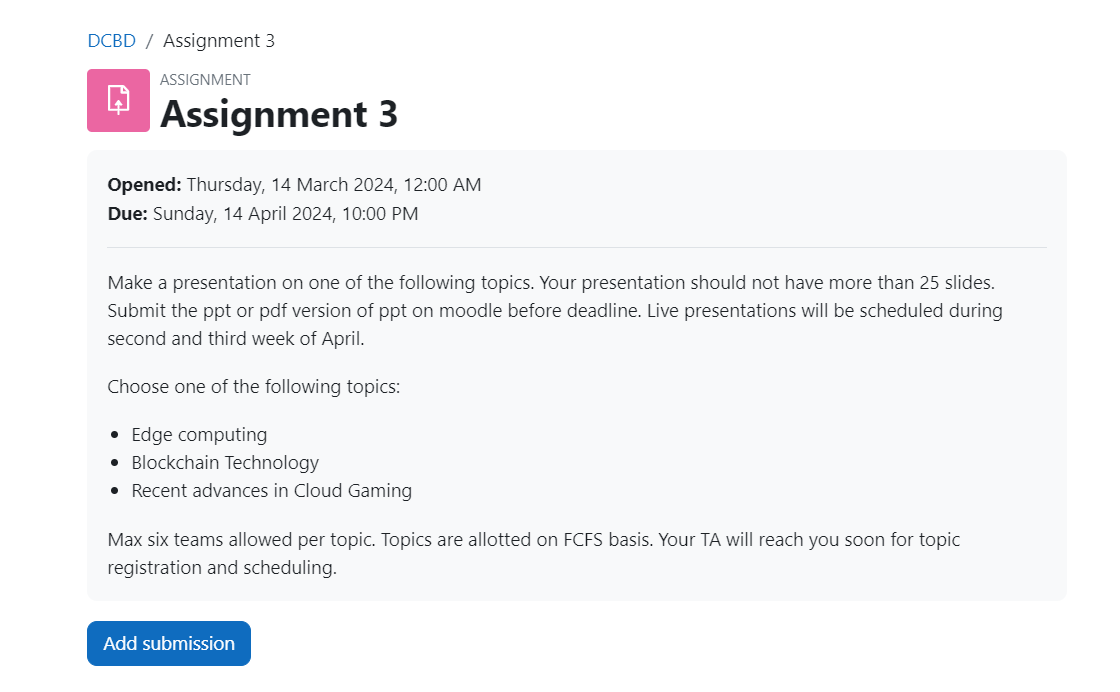 DCBD / Assignment 3
ASSIGNMENT
Assignment 3
Opened: Thursday, 14 March 2024, 12:00 AM
Due: Sunday, 14 April 2024, 10:00 PM
Make a presentation on one of the following topics. Your presentation should not have more than 25 slides.
Submit the ppt or pdf version of ppt on moodle before deadline. Live presentations will be scheduled during
second and third week of April.
Choose one of the following topics:
• Edge computing
• Blockchain Technology
• Recent advances in Cloud Gaming
Max six teams allowed per topic. Topics are allotted on FCFS basis. Your TA will reach you soon for topic
registration and scheduling.
Add submission